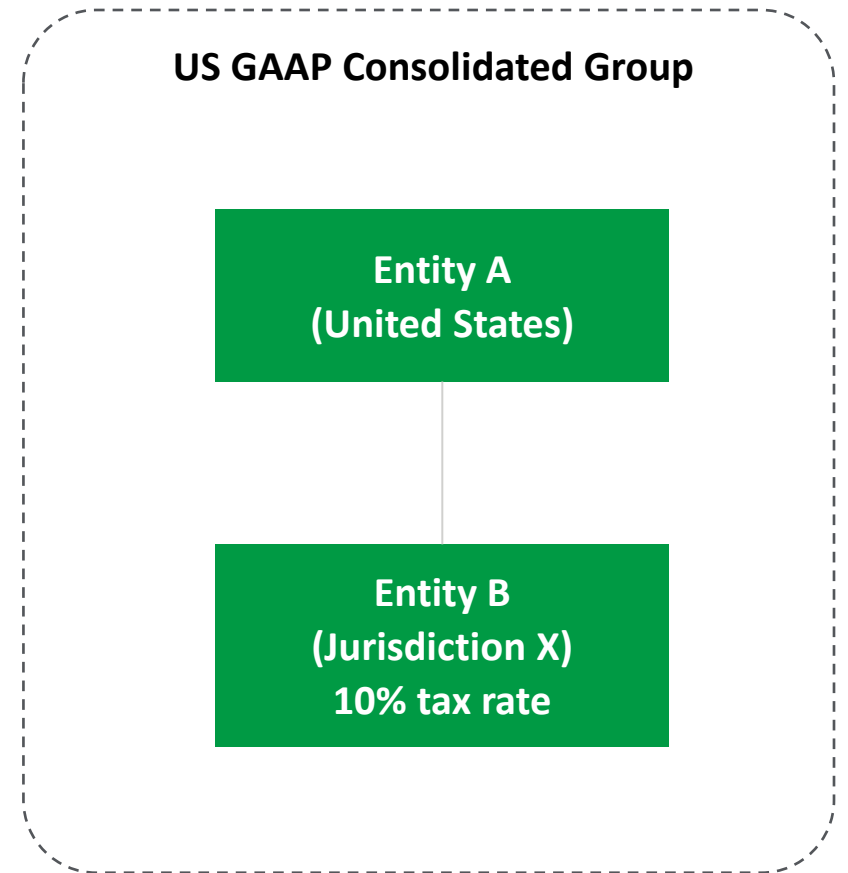 US GAAP Consolidated Group
Entity A
(United States)
Entity B
(Jurisdiction X)
10% tax rate